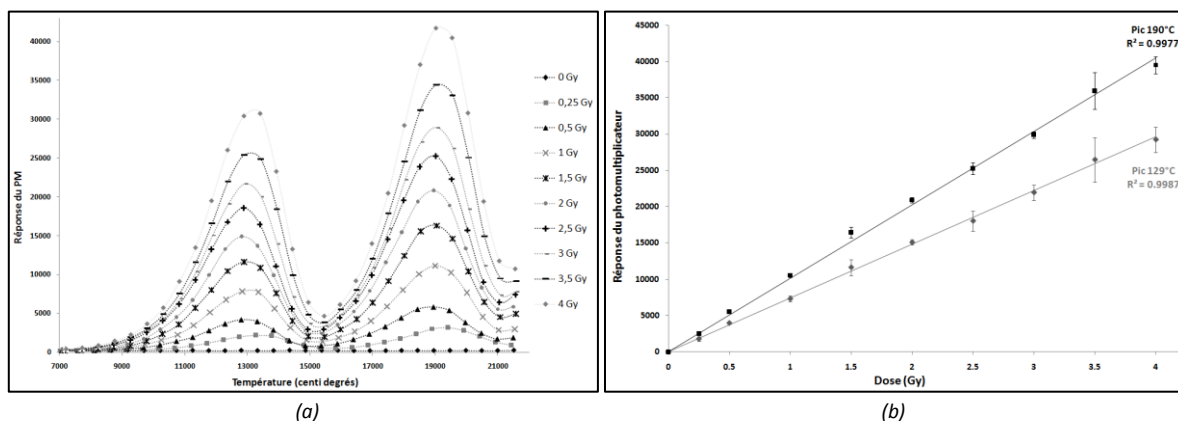 40000
35000
30000
25000
20000
15000
10000
5000
0
Réponse du PM
7000 9000 11000 13000 15000 17000 19000 21000
Température (centi degrés)
0 Gy
0,25 Gy
0,5 Gy
1 Gy
1,5 Gy
2 Gy
2,5 Gy
3 Gy
3,5 Gy
4 Gy
(a)
45000
40000
35000
30000
25000
20000
15000
10000
5000
0
Réponse du photomultiplicateur
Pic 190°C
R² = 0.9977
Pic 129°C
R² = 0.9987
0 0.5 1 1.5 2 2.5 3 3.5 4
Dose (Gy)
(b)